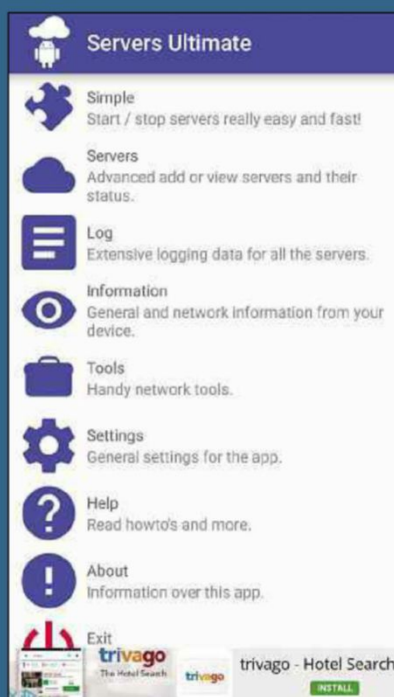 Servers Ultimate
Simple
Start / stop servers really easy and fast!
Servers
Advanced add or view servers and their
status.
Log
Extensive logging data for all the servers.
Information
General and network information from your
device.
Tools
Handy network tools.
Settings
General settings for the app.
Help
Read howto's and more.
About
Information over this app.
Exit
trivago
The Hotel Search
trivago
trivago - Hotel Search
INSTALL